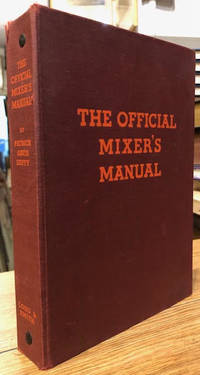 THE
OFFICIAL
MIXER'S
MANUAL
BY
PATRICK
GAVIN
DUFFY
THE OFFICIAL
MIXER'S
MANUAL